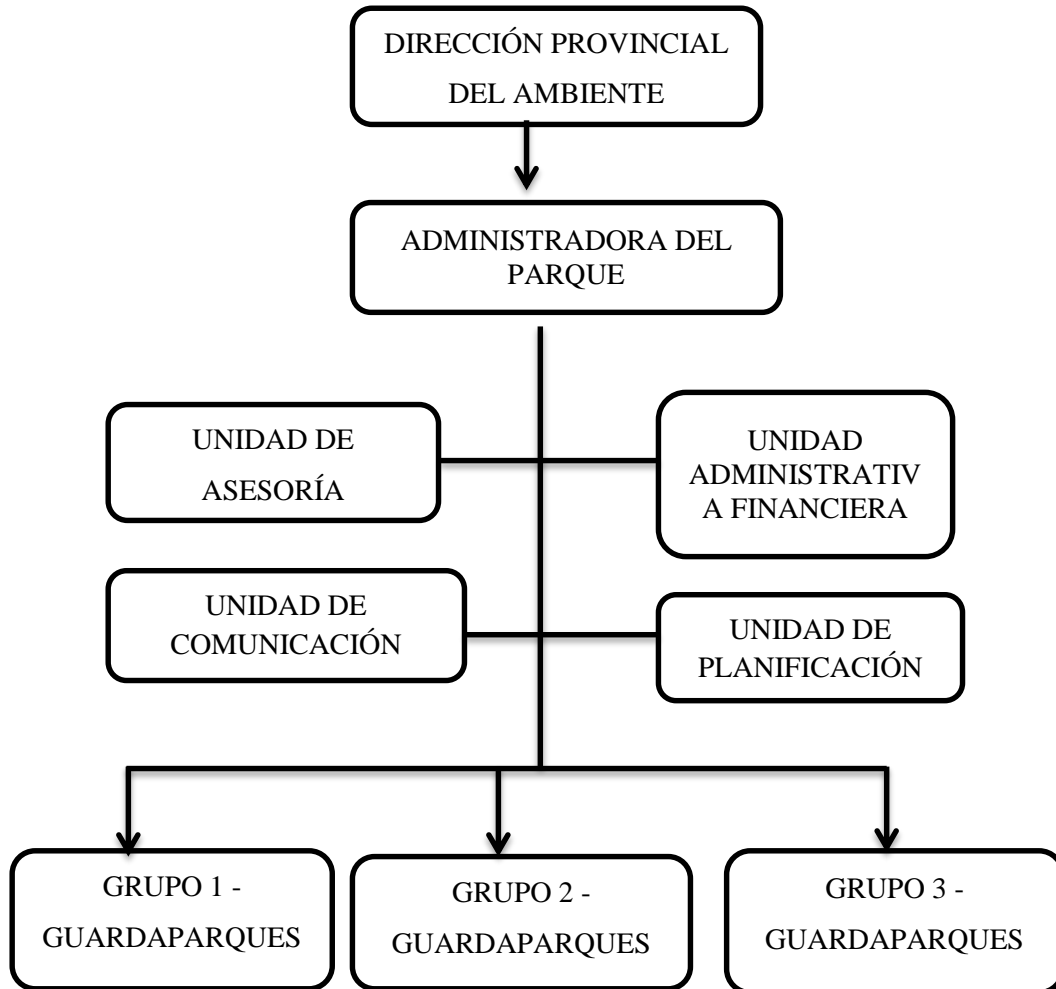 DIRECCIÓN PROVINCIAL
DEL AMBIENTE
ADMINISTRADORA DEL
PARQUE
UNIDAD DE
ASESORÍA
UNIDAD
ADMINISTRATIV
A FINANCIERA
UNIDAD DE
COMUNICACIÓN
UNIDAD DE
PLANIFICACIÓN
GRUPO 1 -
GUARDAPARQUES
GRUPO 2 -
GUARDAPARQUES
GRUPO 3 -
GUARDAPARQUES